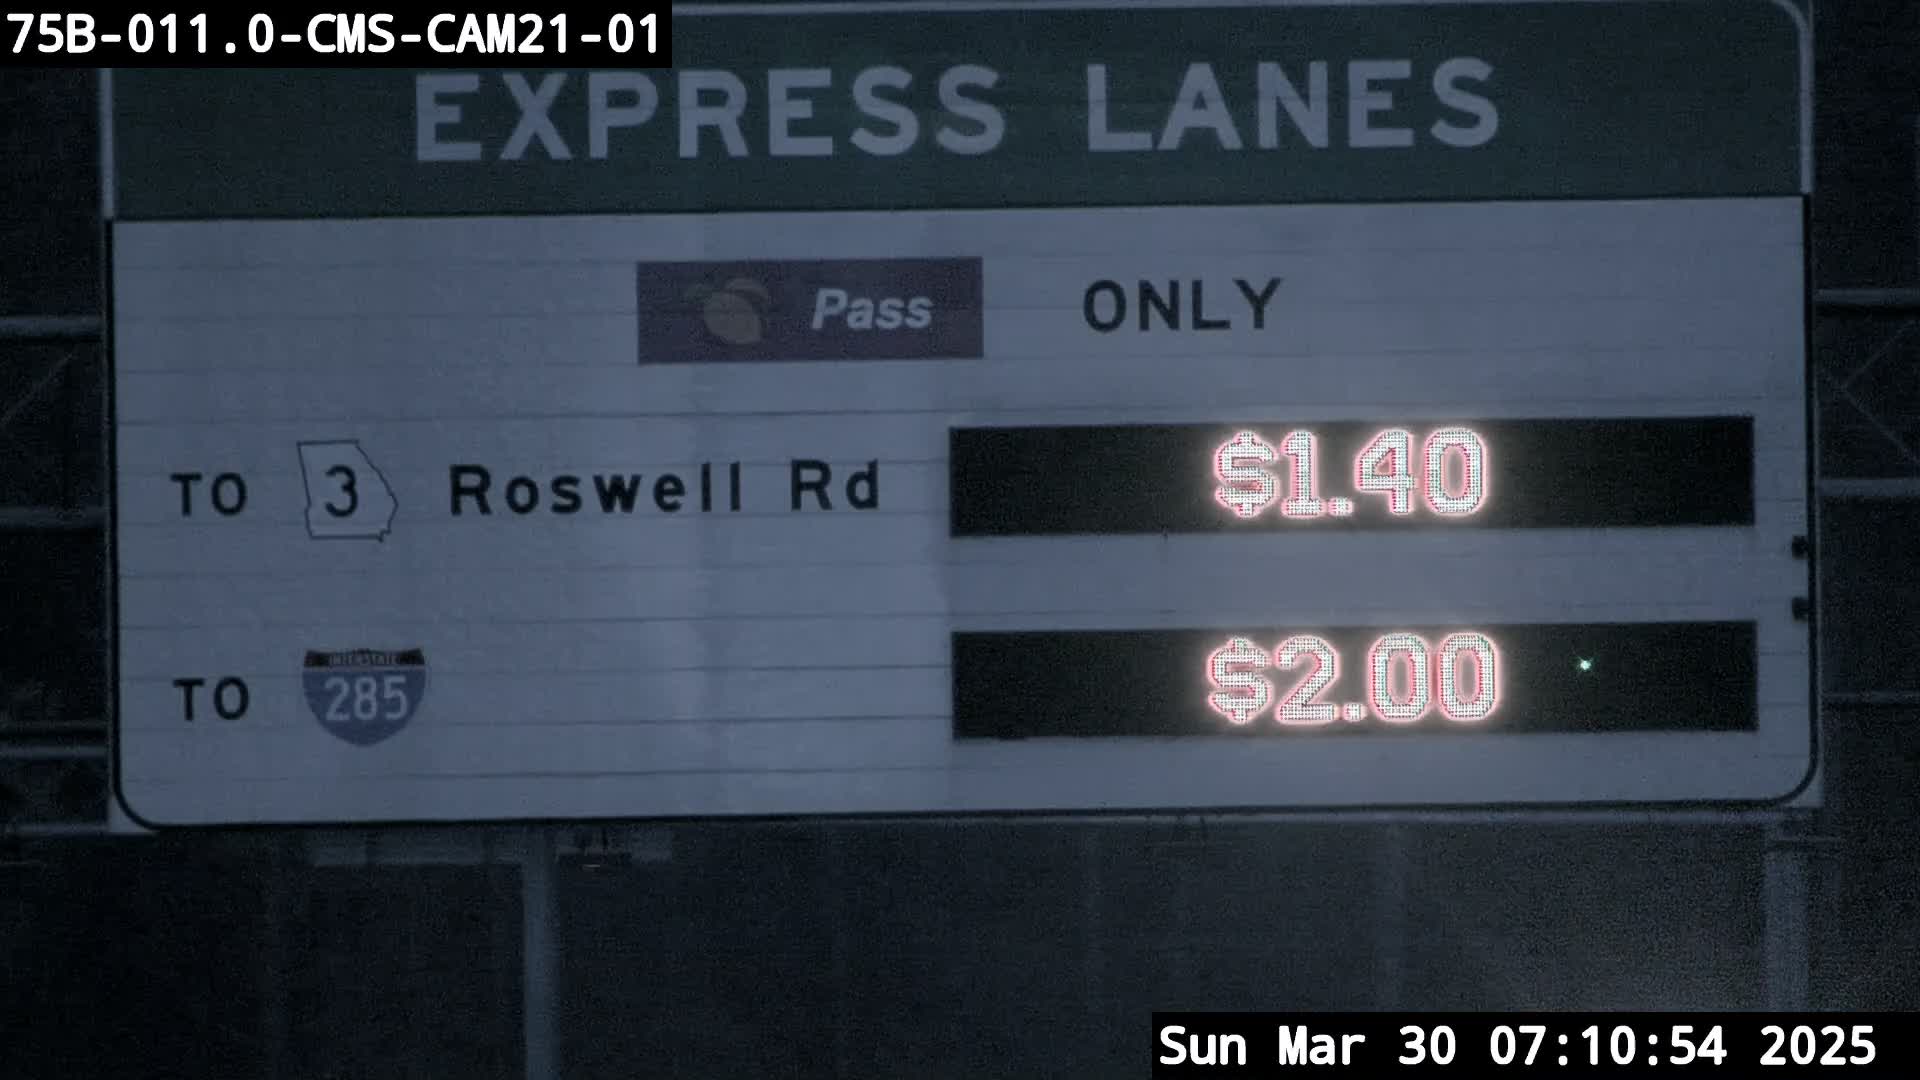 75B-011.0-CMS-CAM21-01
EXPRESS LANES
Pass ONLY
TO 3 Roswell Rd $1.40
INTERSTATE
TO 285 $2.00
Sun Mar 30 07:10:54 2025